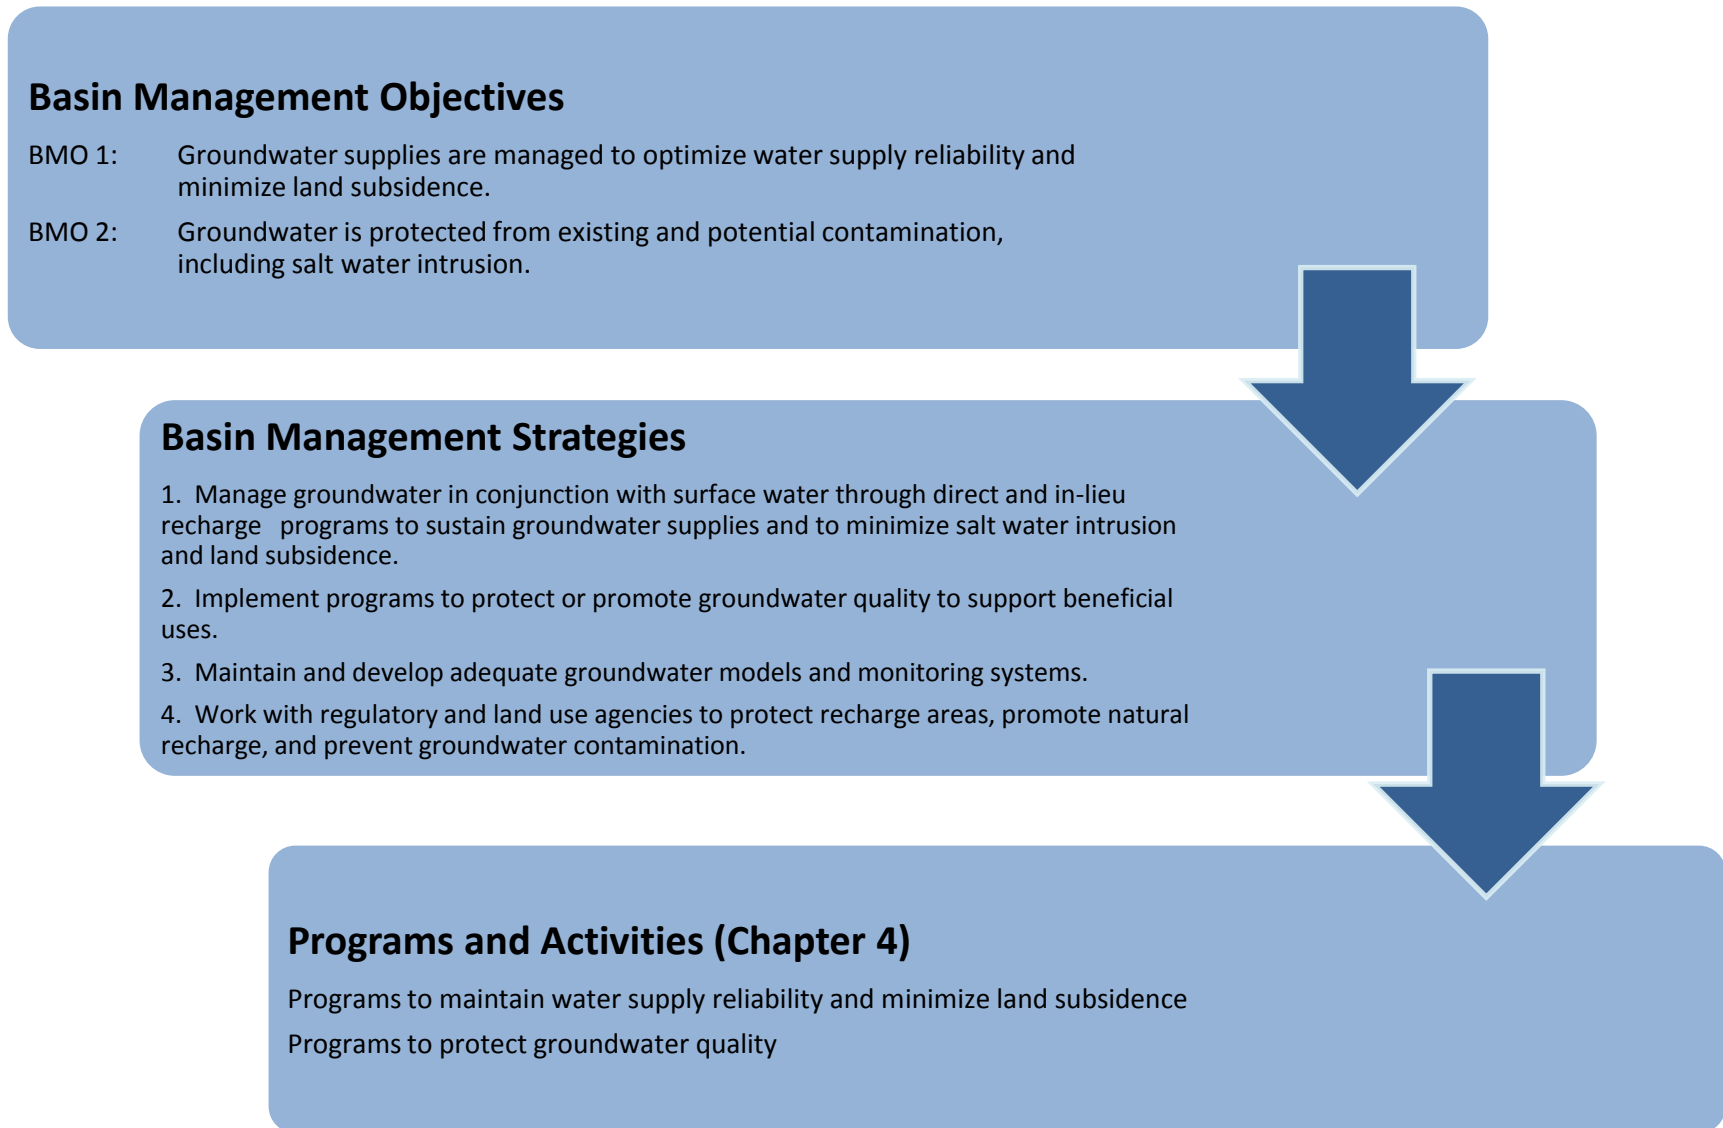 Basin Management Objectives
BMO 1: Groundwater supplies are managed to optimize water supply reliability and
minimize land subsidence.
BMO 2: Groundwater is protected from existing and potential contamination,
including salt water intrusion.
Basin Management Strategies
1. Manage groundwater in conjunction with surface water through direct and in-lieu
recharge programs to sustain groundwater supplies and to minimize salt water intrusion
and land subsidence.
2. Implement programs to protect or promote groundwater quality to support beneficial
uses.
3. Maintain and develop adequate groundwater models and monitoring systems.
4. Work with regulatory and land use agencies to protect recharge areas, promote natural
recharge, and prevent groundwater contamination.
Programs and Activities (Chapter 4)
Programs to maintain water supply reliability and minimize land subsidence
Programs to protect groundwater quality